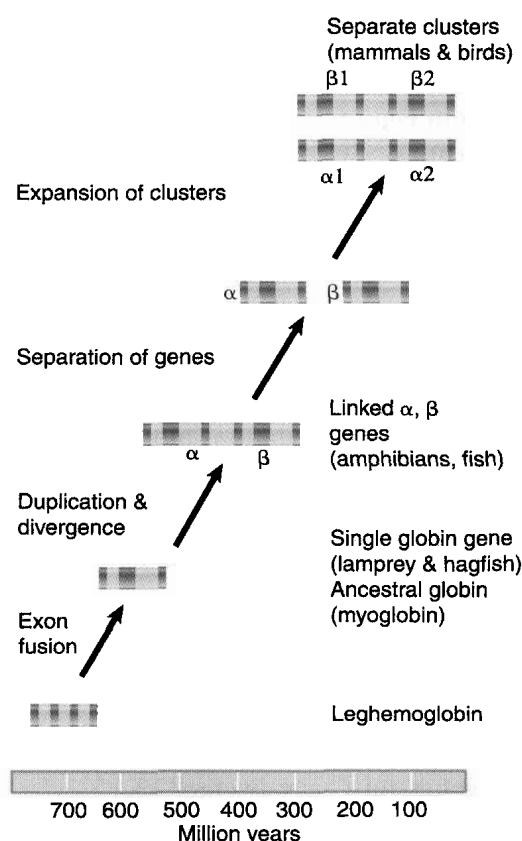 Separate clusters
(mammals & birds)
β1 β2
α1 α2
Expansion of clusters
α β
Separation of genes
Linked α, β
genes
(amphibians, fish)
α β
Duplication &
divergence
Single globin gene
(lamprey & hagfish)
Ancestral globin
(myoglobin)
Exon
fusion
Leghemoglobin
700 600 500 400 300 200 100
Million years